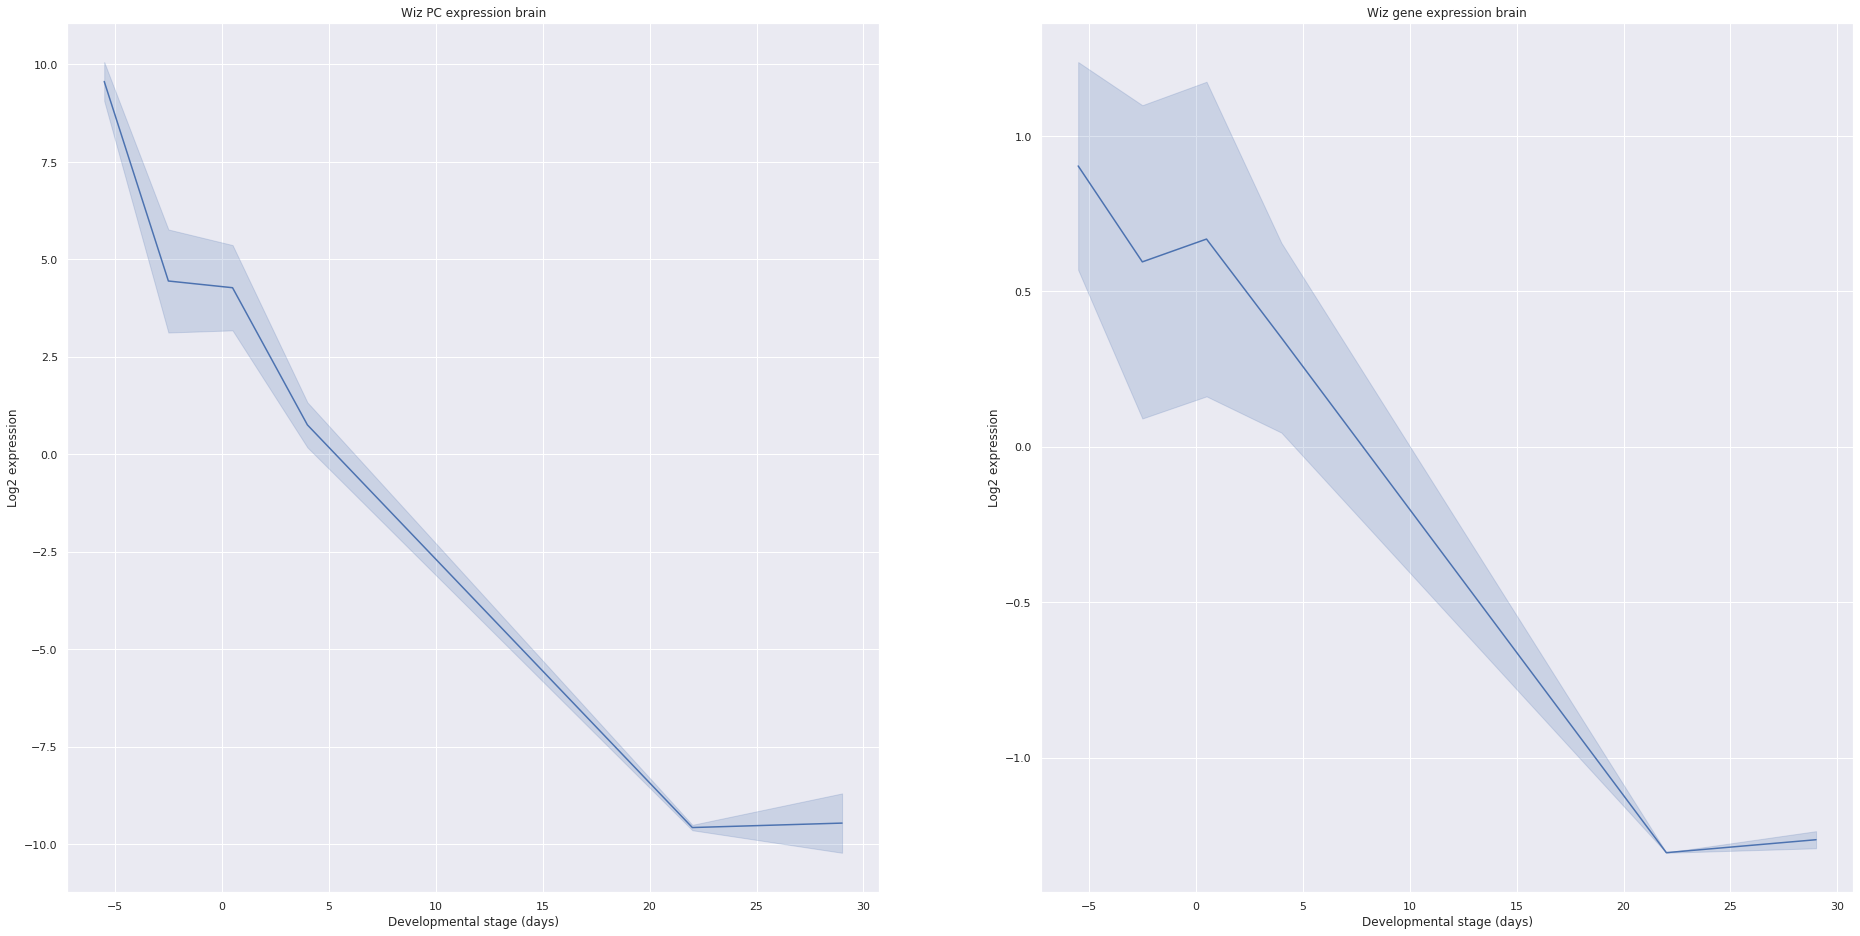 Wiz PC expression brain
10.0
7.5
5.0
2.5
0.0
−2.5
−5.0
−7.5
−10.0
Log2 expression
−5 0 5 10 15 20 25 30
Developmental stage (days)
Wiz gene expression brain
1.0
0.5
0.0
−0.5
−1.0
Log2 expression
−5 0 5 10 15 20 25 30
Developmental stage (days)